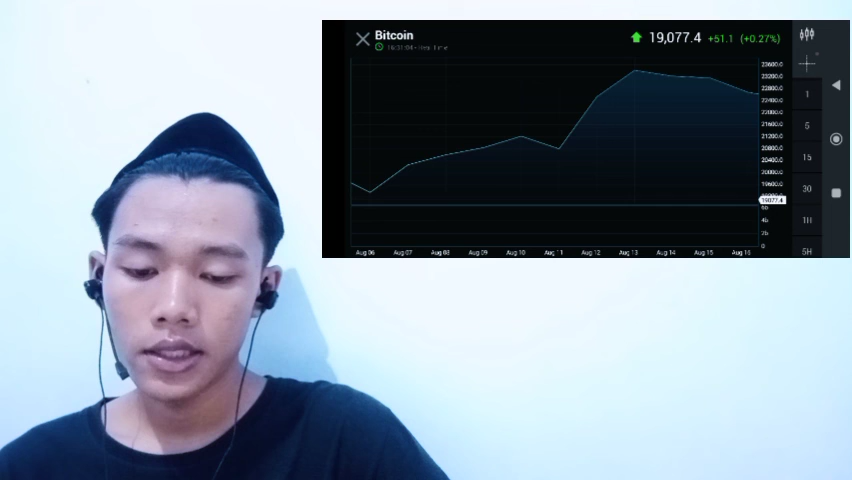 Bitcoin
19,077.4 +51.1 (+0.27%)
23600.0
23200.0
22800.0
22400.0
22000.0
21600.0
21200.0
20800.0
20400.0
20000.0
19600.0
19077.4
6b
4b
2b
0
Aug 06 Aug 07 Aug 08 Aug 09 Aug 10 Aug 11 Aug 12 Aug 13 Aug 14 Aug 15 Aug 16
1
5
15
30
1H
5H